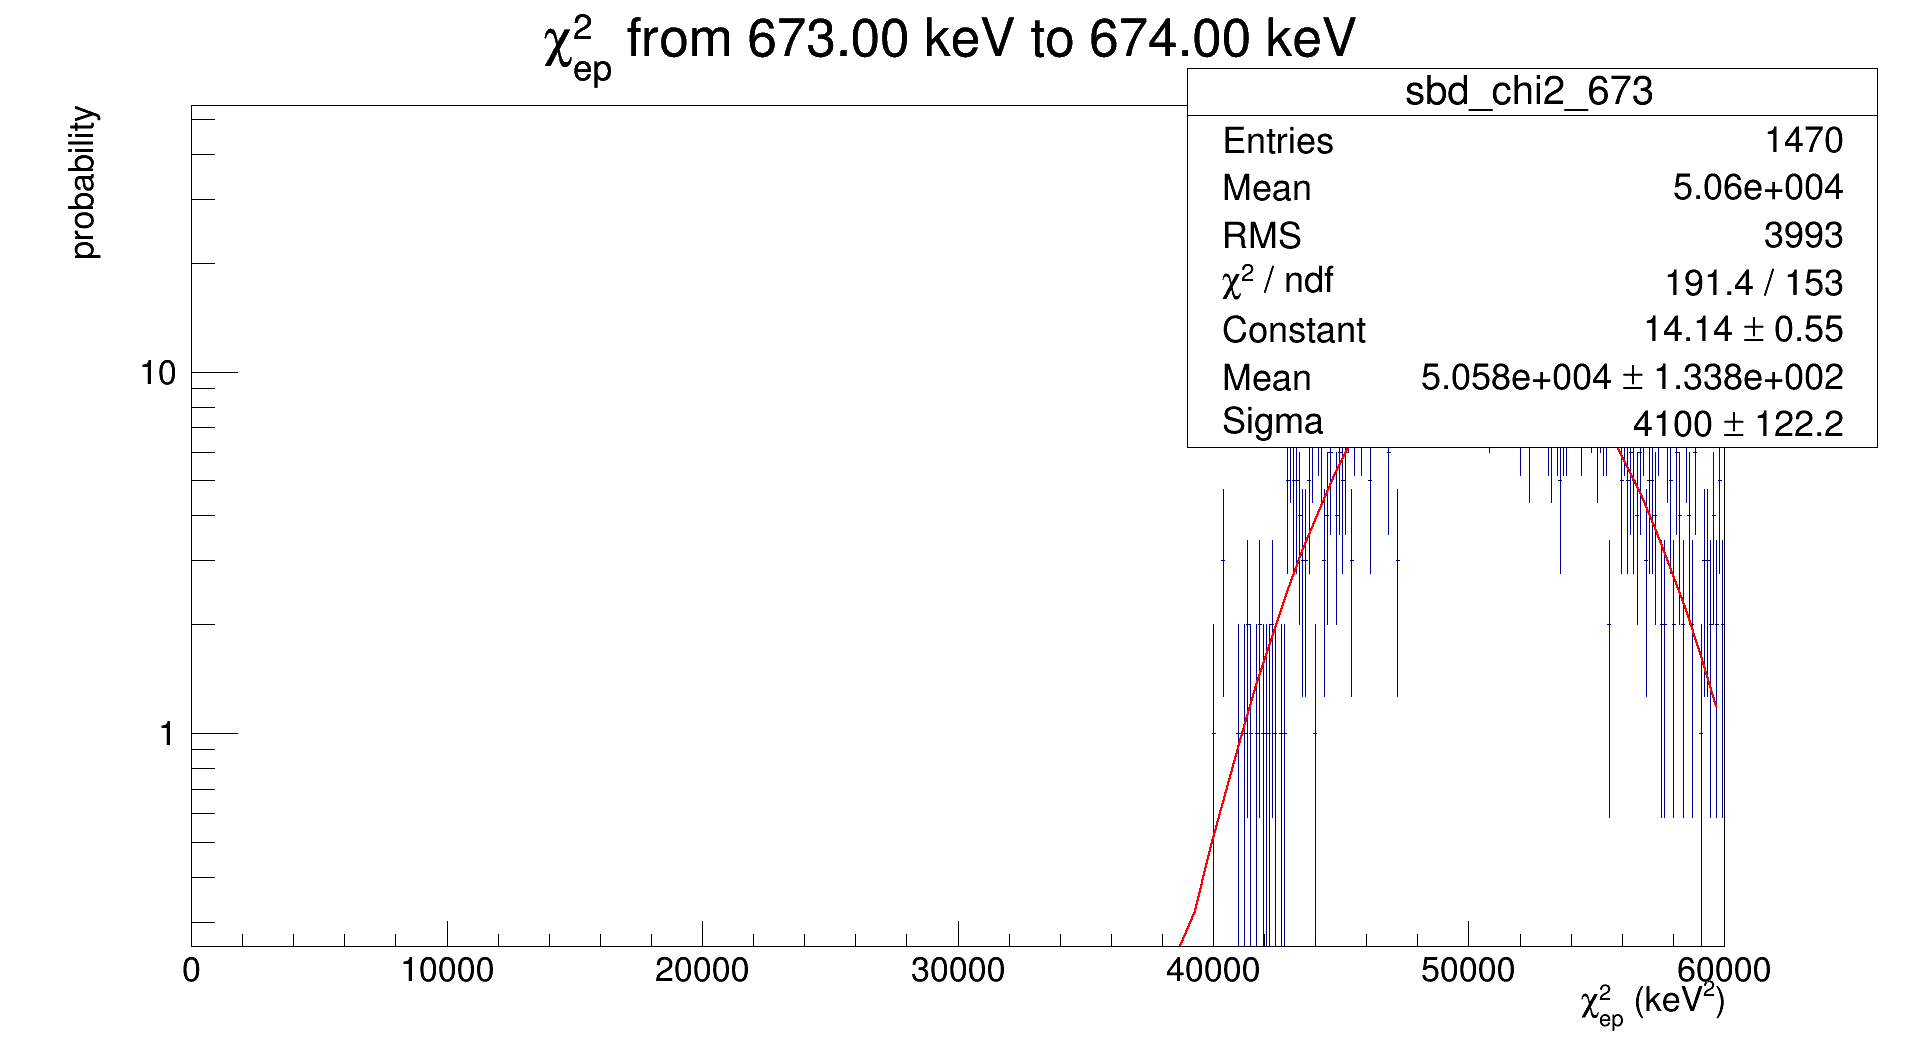 χ²ep from 673.00 keV to 674.00 keV
sbd_chi2_673
Entries 1470
Mean 5.06e+004
RMS 3993
χ² / ndf 191.4 / 153
Constant 14.14 ± 0.55
Mean 5.058e+004 ± 1.338e+002
Sigma 4100 ± 122.2
probability
10
1
0 10000 20000 30000 40000 50000 60000
χ²ep (keV²)